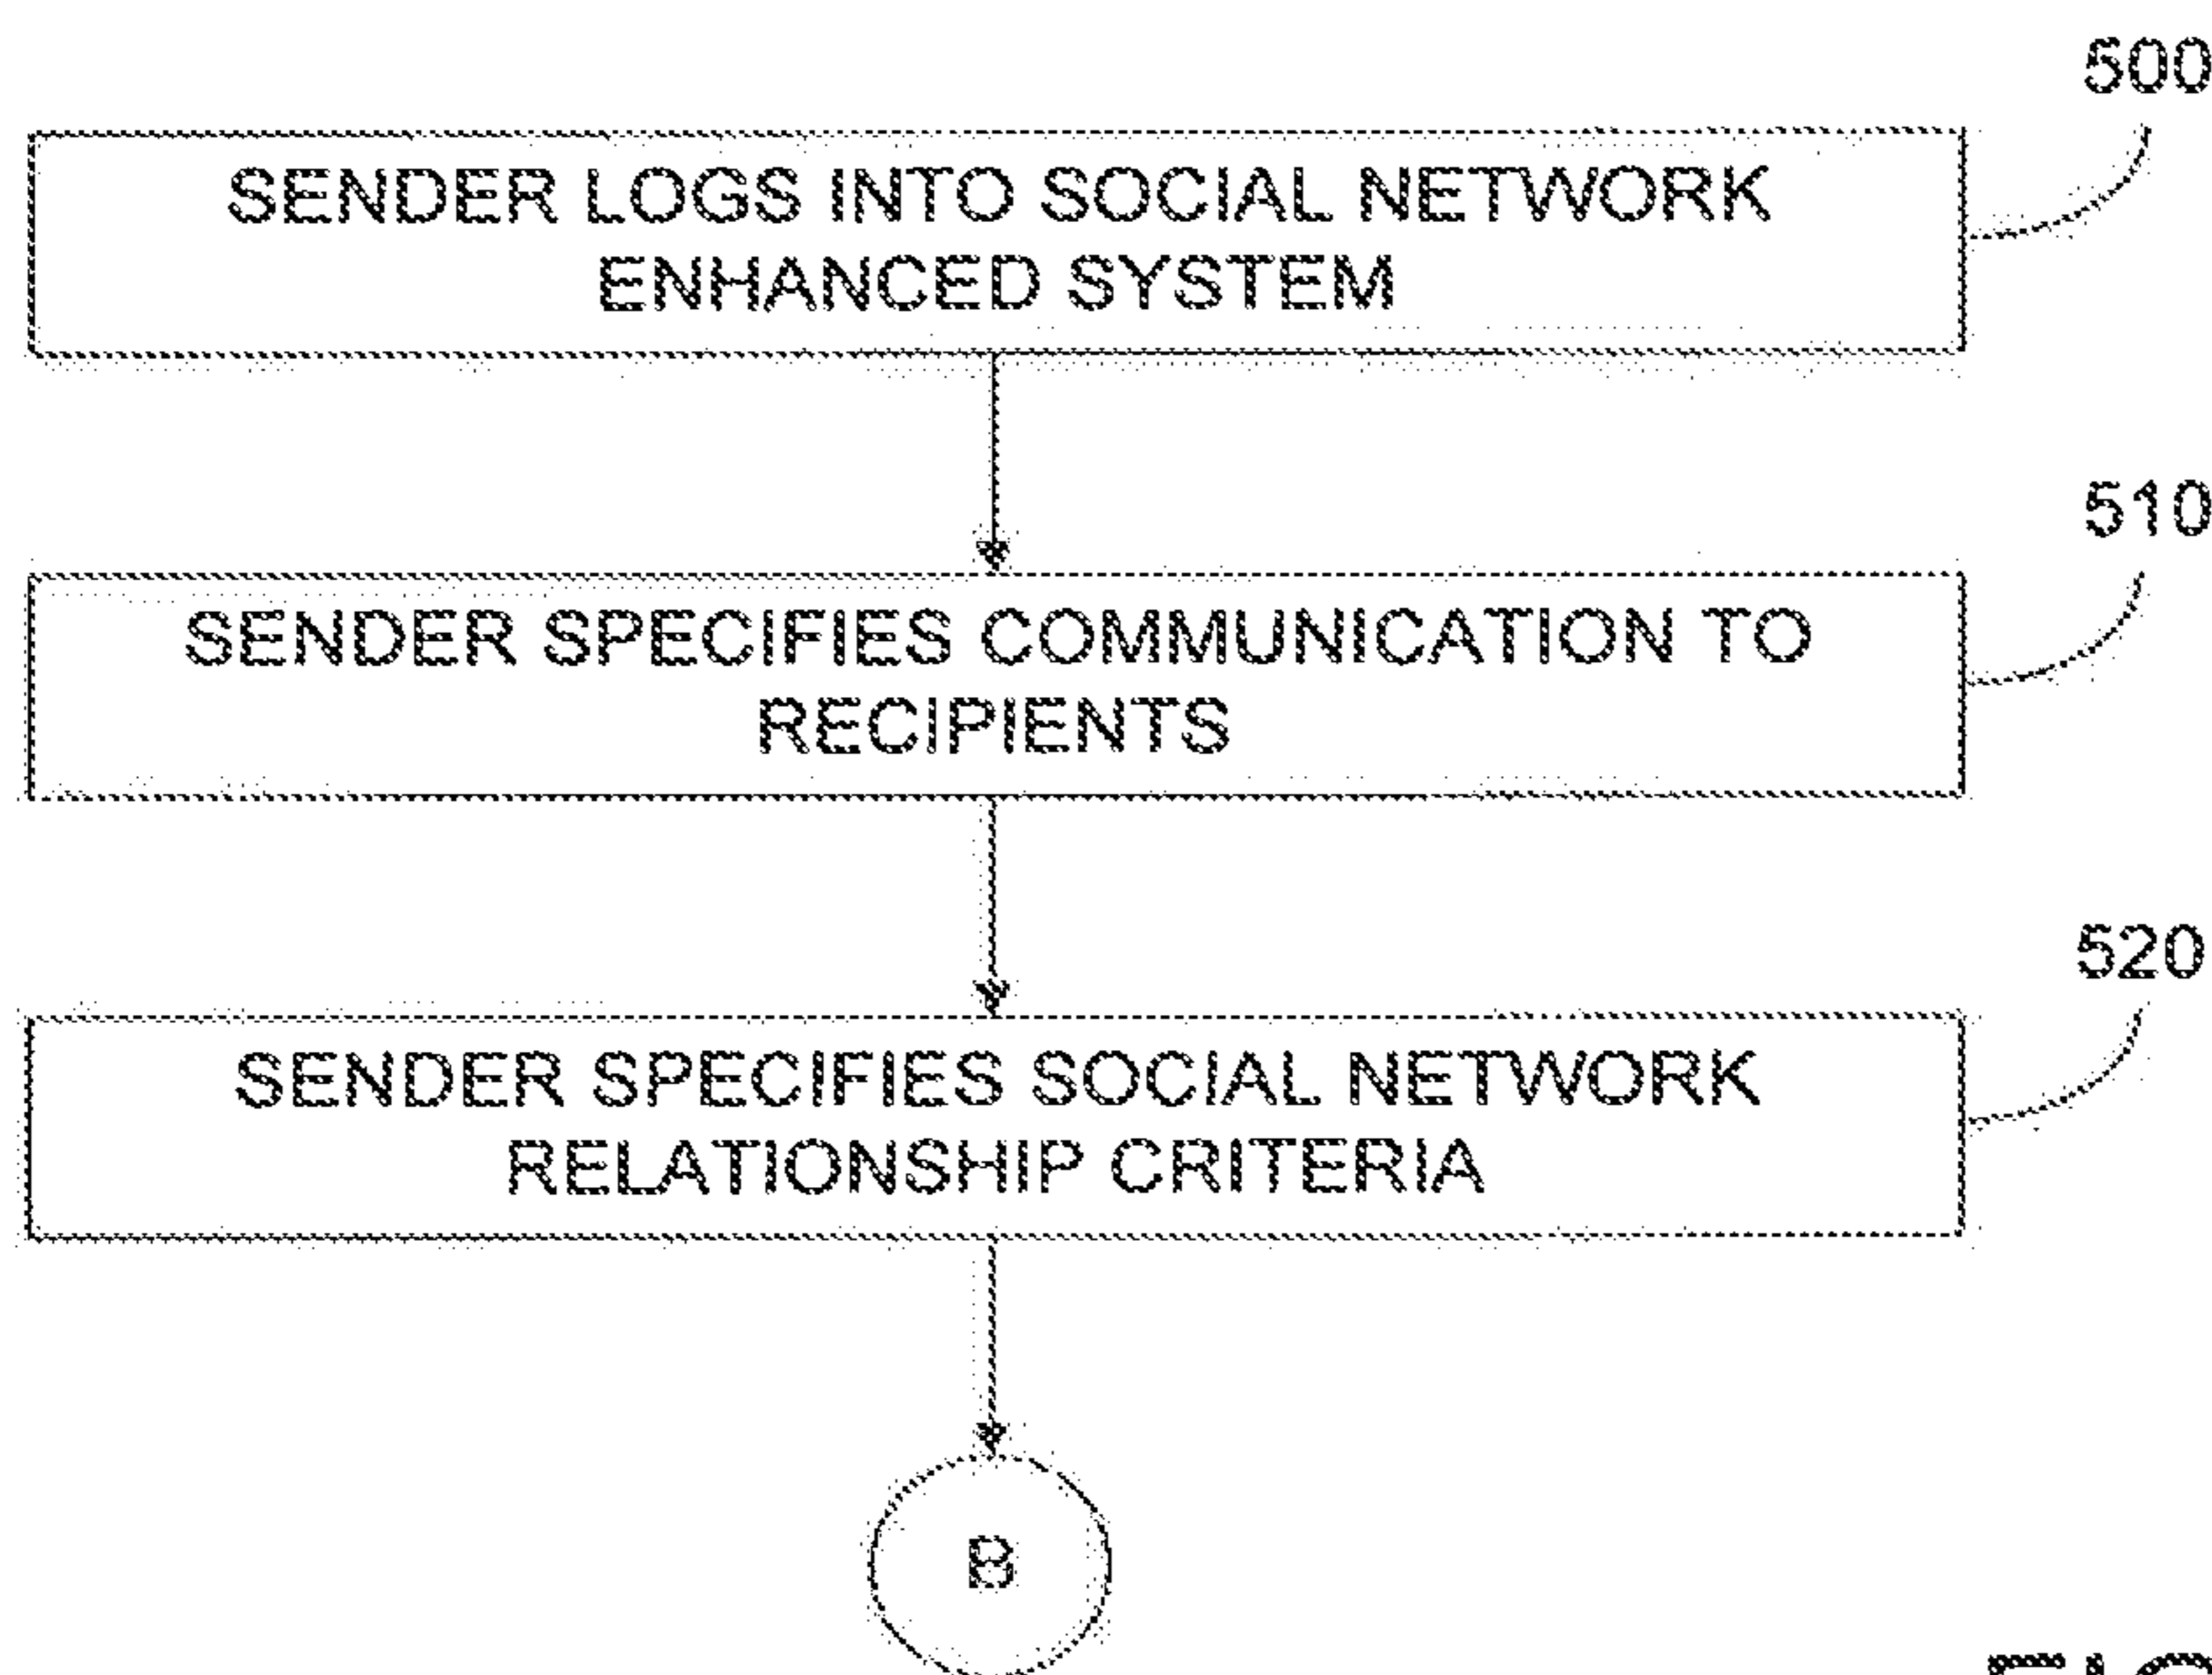 500
SENDER LOGS INTO SOCIAL NETWORK
ENHANCED SYSTEM
510
SENDER SPECIFIES COMMUNICATION TO
RECIPIENTS
520
SENDER SPECIFIES SOCIAL NETWORK
RELATIONSHIP CRITERIA
B